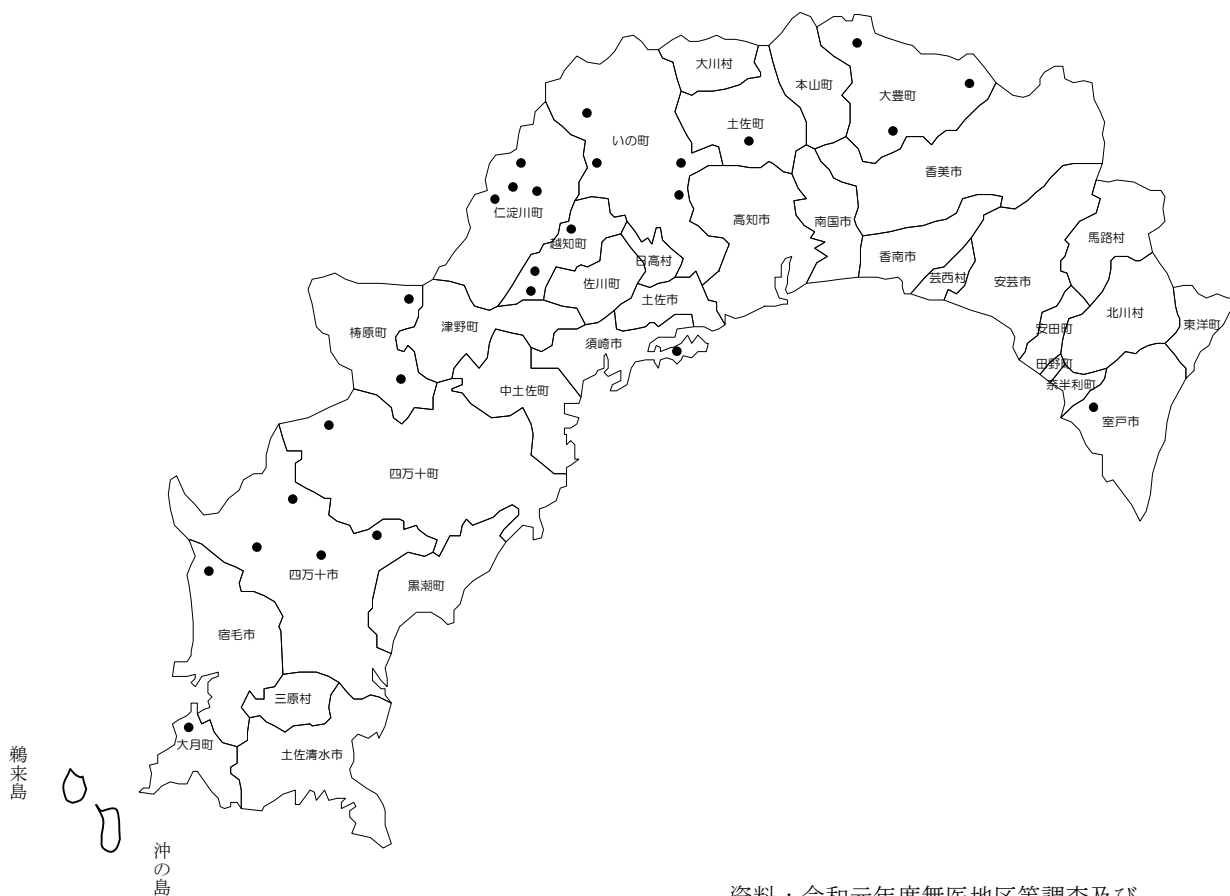 大川村
本山町
大豊町
土佐町
いの町
香美市
仁淀川町
高知市
南国市
馬路村
越知町
日高村
香南市
芸西村
安芸市
佐川町
土佐市
北川村
東洋町
梼原町
津野町
須崎市
安田町
田野町
奈半利町
中土佐町
室戸市
四万十町
四万十市
黒潮町
宿毛市
三原村
大月町
土佐清水市
鵜来島
沖の島
資料：令和元年度無医地区等調査及び